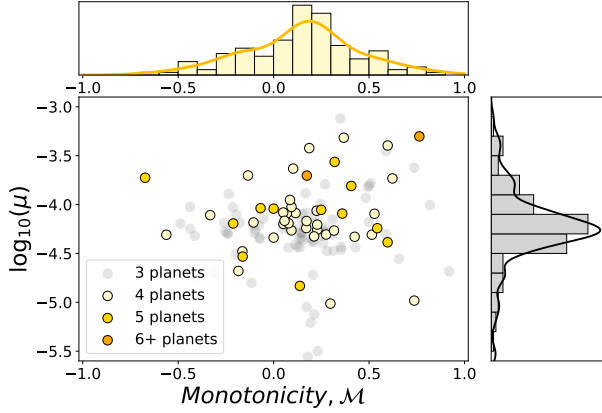 −1.0 −0.5 0.0 0.5 1.0
−3.0
−3.5
−4.0
−4.5
−5.0
−5.5
log₁₀(μ)
3 planets
4 planets
5 planets
6+ planets
−1.0 −0.5 0.0 0.5 1.0
Monotonicity, ℳ